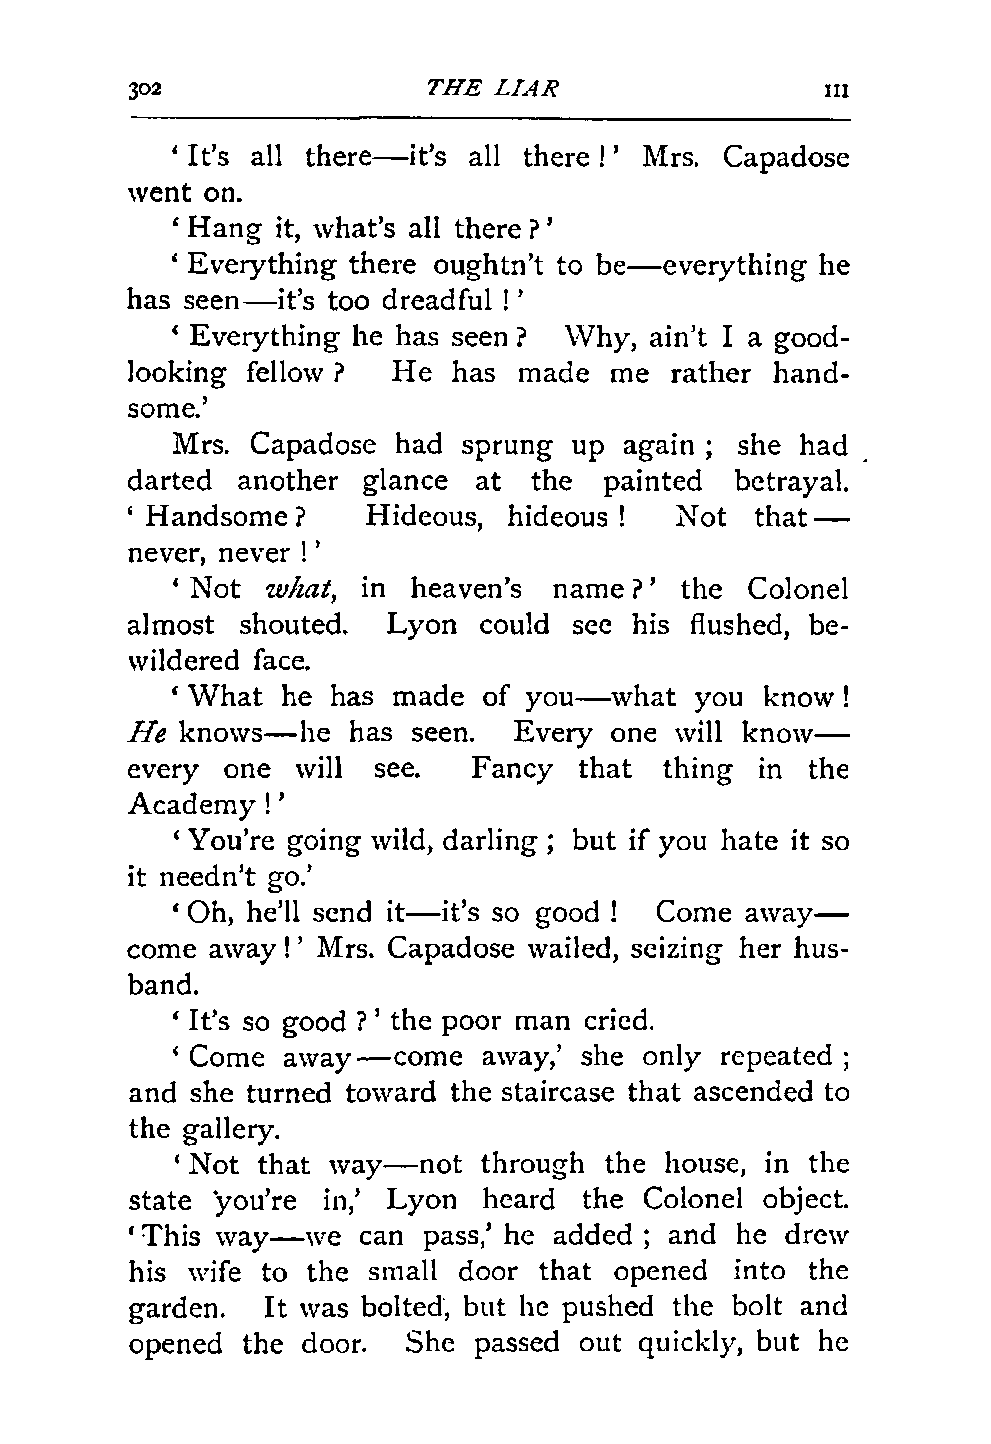 302 THE LIAR III
‘ It’s all there—it’s all there ! ’ Mrs. Capadose
went on.
‘ Hang it, what’s all there ? ’
‘ Everything there oughtn’t to be—everything he
has seen—it’s too dreadful ! ’
‘ Everything he has seen ? Why, ain’t I a good-
looking fellow ? He has made me rather hand-
some.’
Mrs. Capadose had sprung up again ; she had
darted another glance at the painted betrayal.
‘ Handsome ? Hideous, hideous ! Not that—
never, never ! ’
‘ Not what, in heaven’s name ? ’ the Colonel
almost shouted. Lyon could see his flushed, be-
wildered face.
‘ What he has made of you—what you know !
He knows—he has seen. Every one will know—
every one will see. Fancy that thing in the
Academy ! ’
‘ You’re going wild, darling ; but if you hate it so
it needn’t go.’
‘ Oh, he’ll send it—it’s so good ! Come away—
come away ! ’ Mrs. Capadose wailed, seizing her hus-
band.
‘ It’s so good ? ’ the poor man cried.
‘ Come away—come away,’ she only repeated ;
and she turned toward the staircase that ascended to
the gallery.
‘ Not that way—not through the house, in the
state you’re in,’ Lyon heard the Colonel object.
‘ This way—we can pass,’ he added ; and he drew
his wife to the small door that opened into the
garden. It was bolted, but he pushed the bolt and
opened the door. She passed out quickly, but he